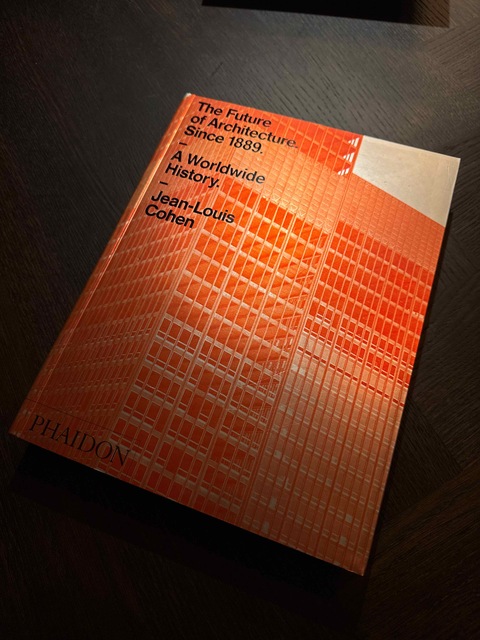 The Future
of Architecture.
Since 1889.
–
A Worldwide
History.
–
Jean-Louis
Cohen
PHAIDON